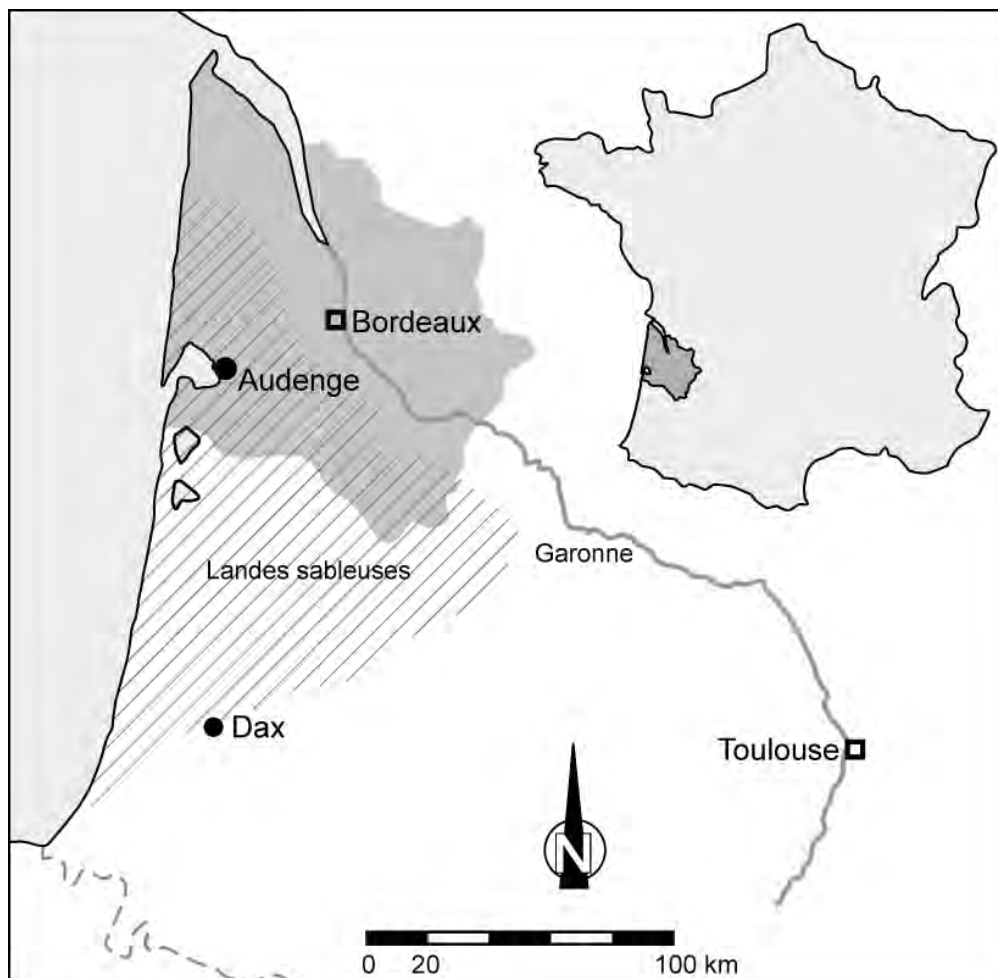 Bordeaux
Audenge
Landes sableuses
Garonne
Dax
Toulouse
N
0 20 100 km